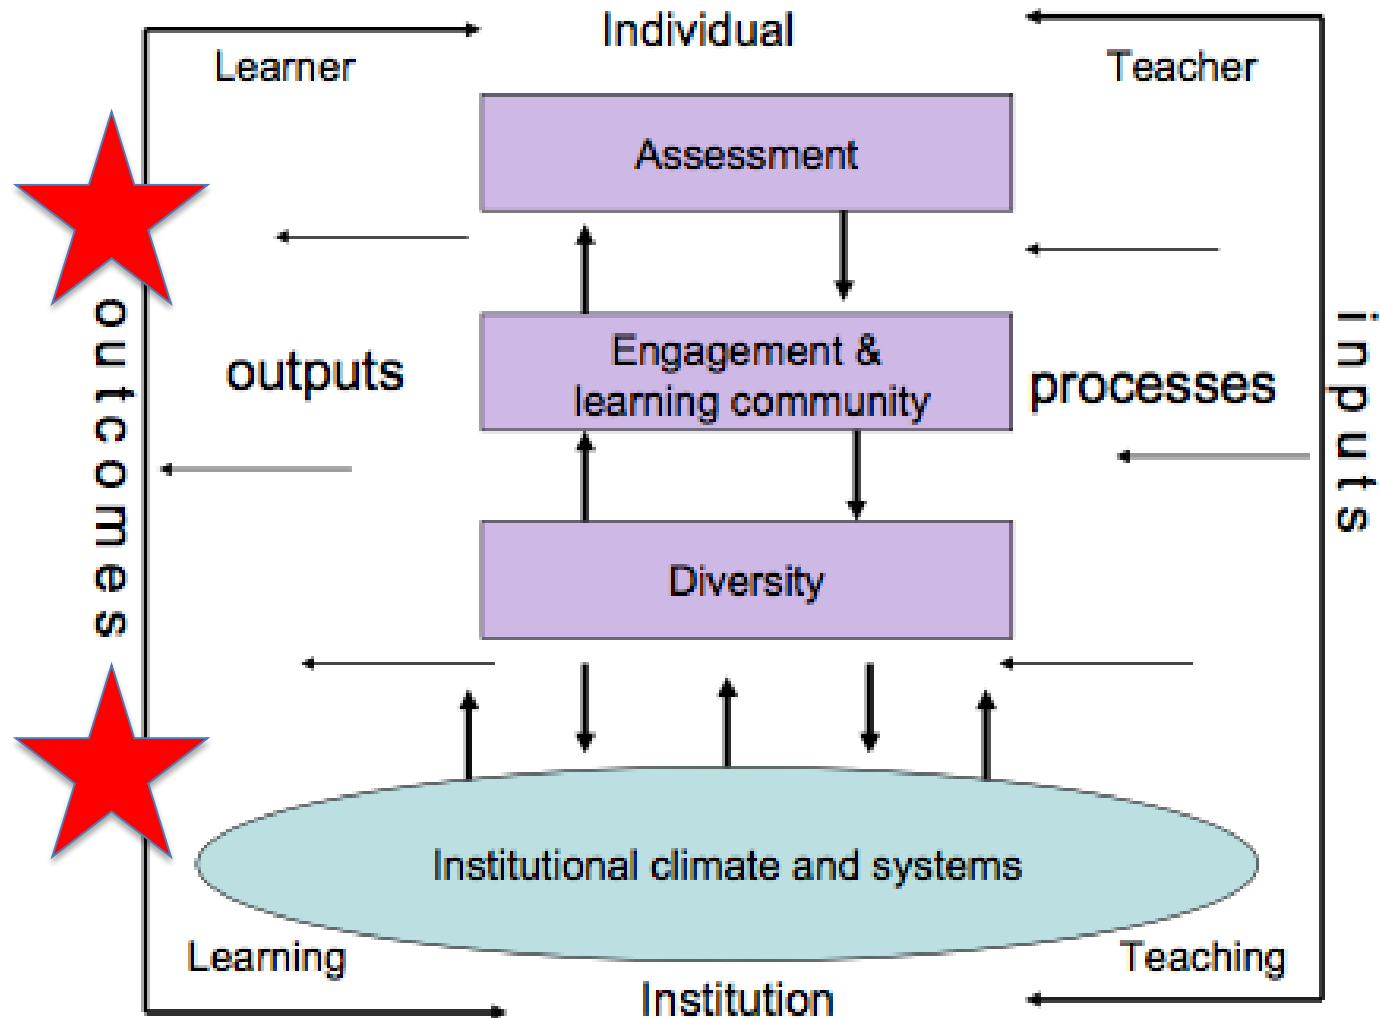 Individual
Learner
Teacher
Assessment
Engagement &
learning community
outputs
processes
outcomes
inputs
Diversity
Institutional climate and systems
Learning
Teaching
Institution